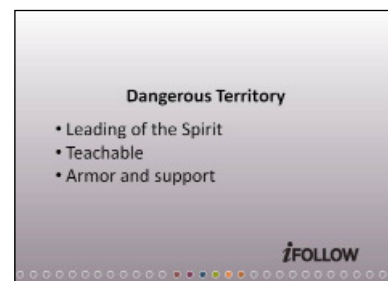 Dangerous Territory
• Leading of the Spirit
• Teachable
• Armor and support
iFOLLOW